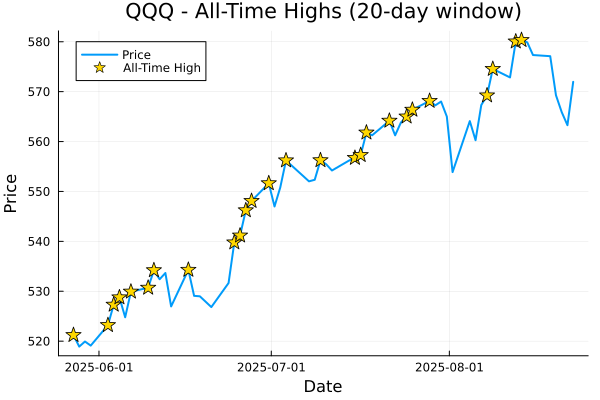 QQQ - All-Time Highs (20-day window)
Price
All-Time High
580
570
560
550
540
530
520
Price
2025-06-01
2025-07-01
2025-08-01
Date